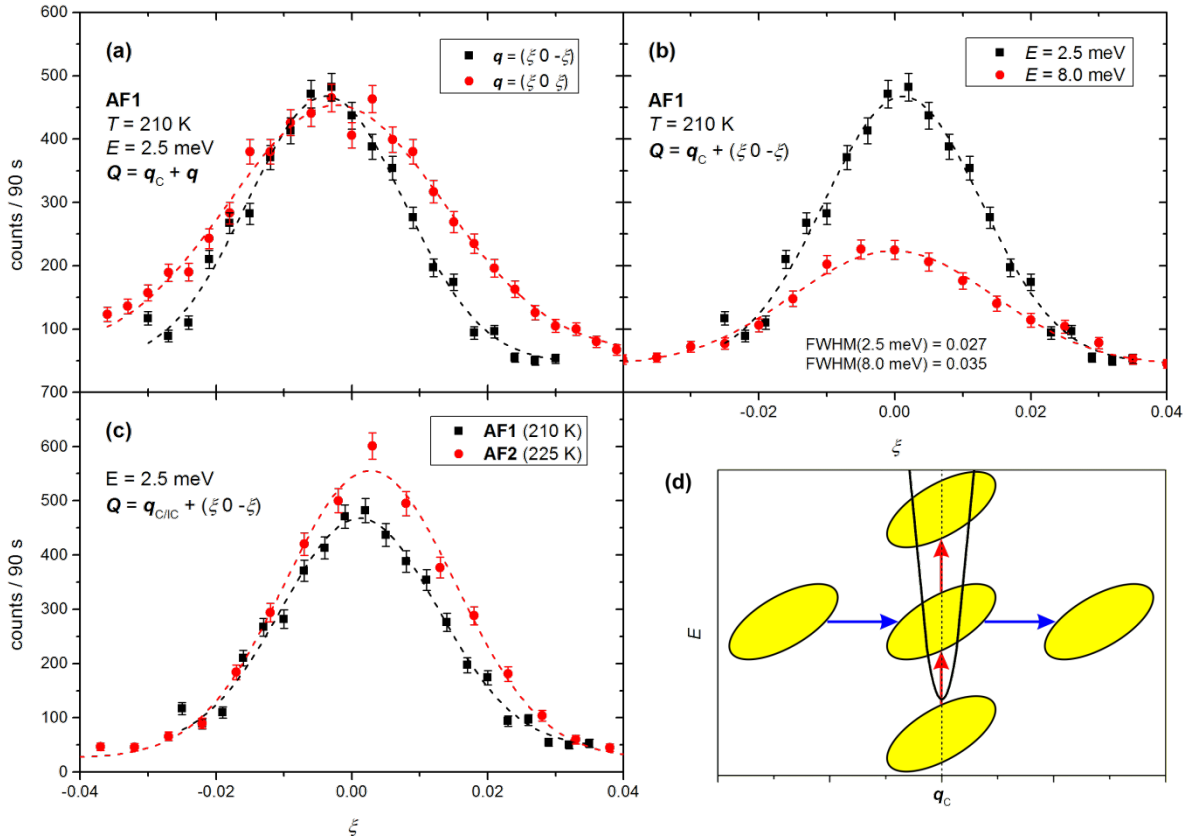 600
500
400
300
200
100
700
counts / 90 s
(a)
q = (ξ 0 -ξ)
q = (ξ 0 ξ)
AF1
T = 210 K
E = 2.5 meV
Q = qC + q
(b)
E = 2.5 meV
E = 8.0 meV
AF1
T = 210 K
Q = qC + (ξ 0 -ξ)
FWHM(2.5 meV) = 0.027
FWHM(8.0 meV) = 0.035
-0.02
0.00
0.02
0.04
ξ
600
500
400
300
200
100
0
counts / 90 s
(c)
AF1 (210 K)
AF2 (225 K)
E = 2.5 meV
Q = qC/IC + (ξ 0 -ξ)
-0.04
-0.02
0.00
0.02
0.04
ξ
(d)
E
qC